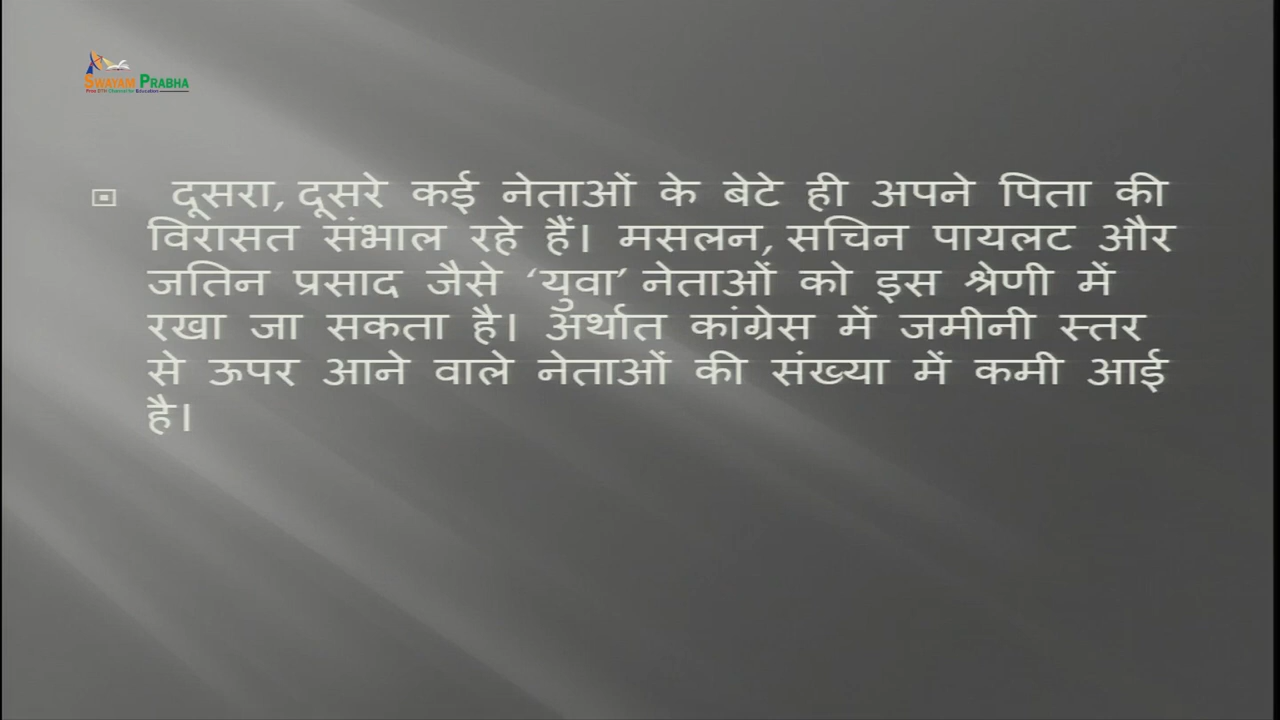 SWAYAM PRABHA
दूसरा, दूसरे कई नेताओं के बेटे ही अपने पिता की
विरासत संभाल रहे हैं। मसलन, सचिन पायलट और
जतिन प्रसाद जैसे ‘युवा’ नेताओं को इस श्रेणी में
रखा जा सकता है। अर्थात कांग्रेस में जमीनी स्तर
से ऊपर आने वाले नेताओं की संख्या में कमी आई
है।